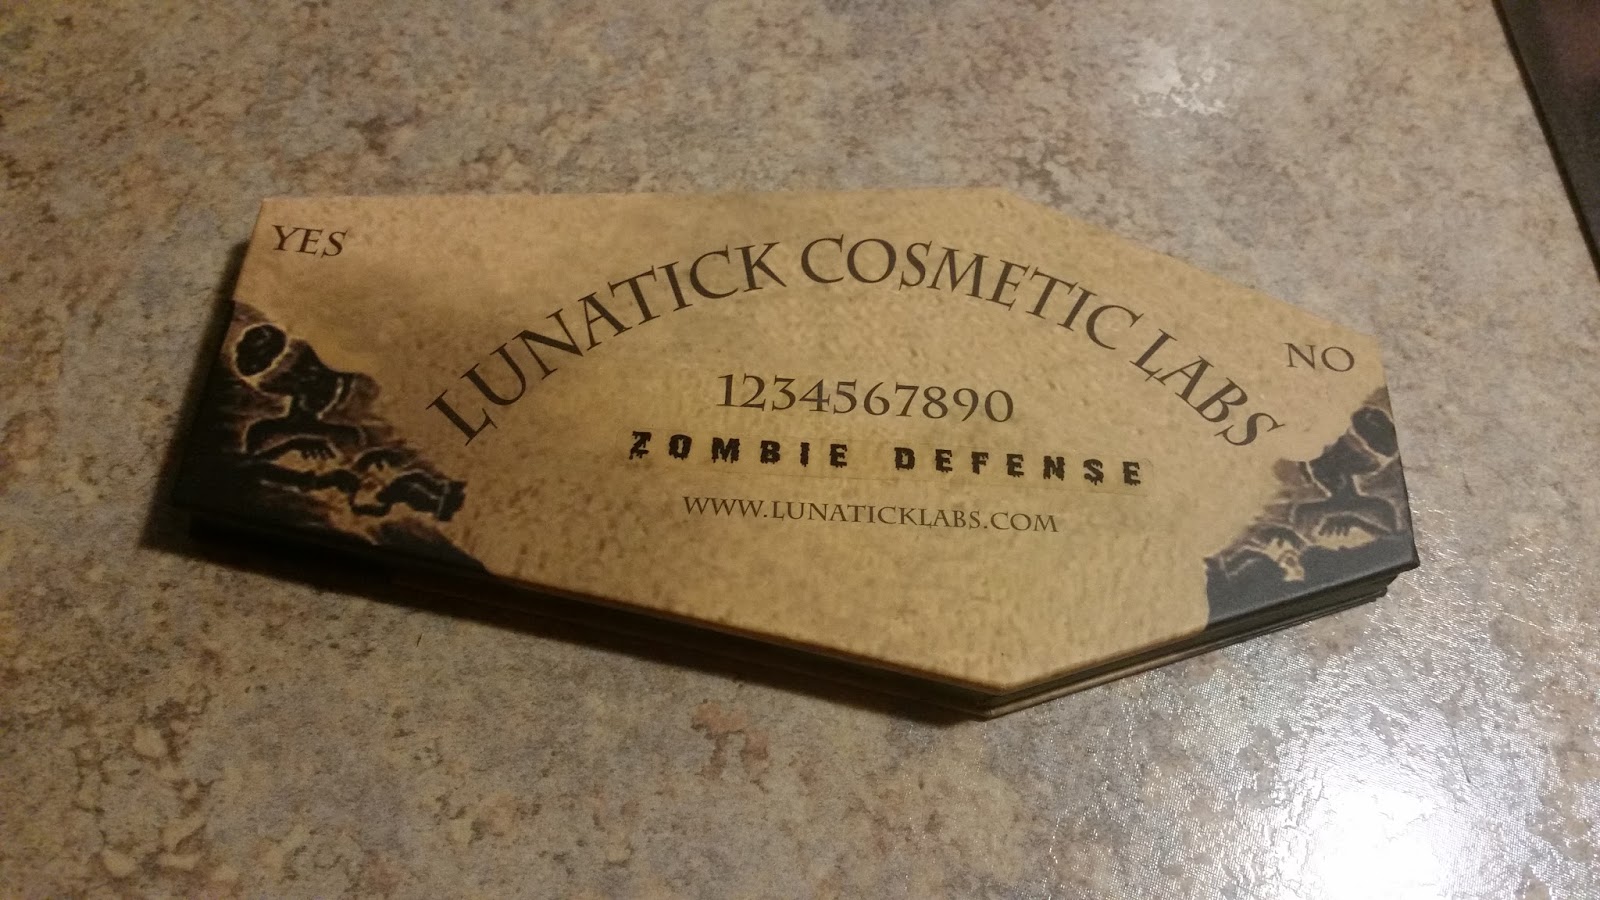 YES
NO
LUNATICK COSMETIC LABS
1234567890
ZOMBIE DEFENSE
WWW.LUNATICKLABS.COM